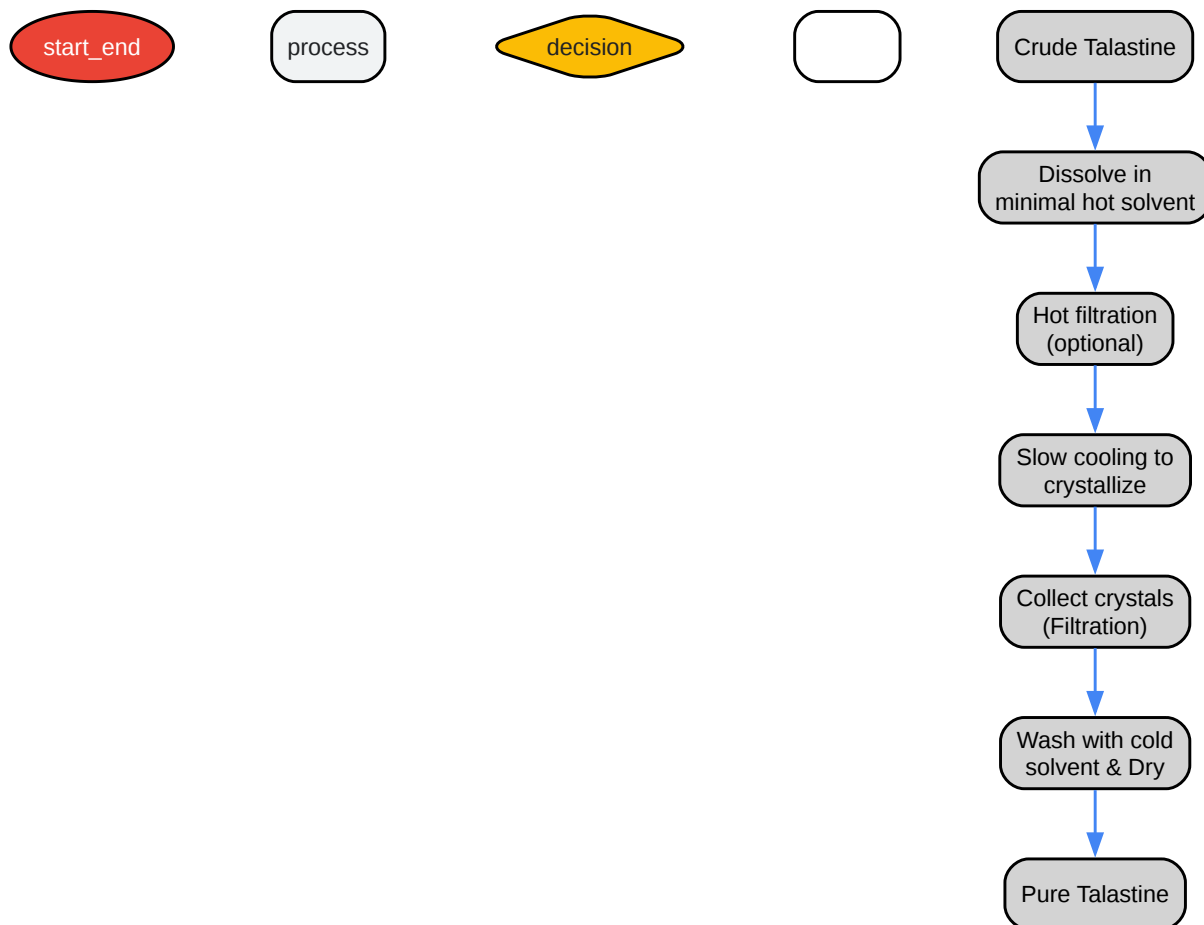 start_end
process
decision
Crude Talastine
Dissolve in
minimal hot solvent
Hot filtration
(optional)
Slow cooling to
crystallize
Collect crystals
(Filtration)
Wash with cold
solvent & Dry
Pure Talastine